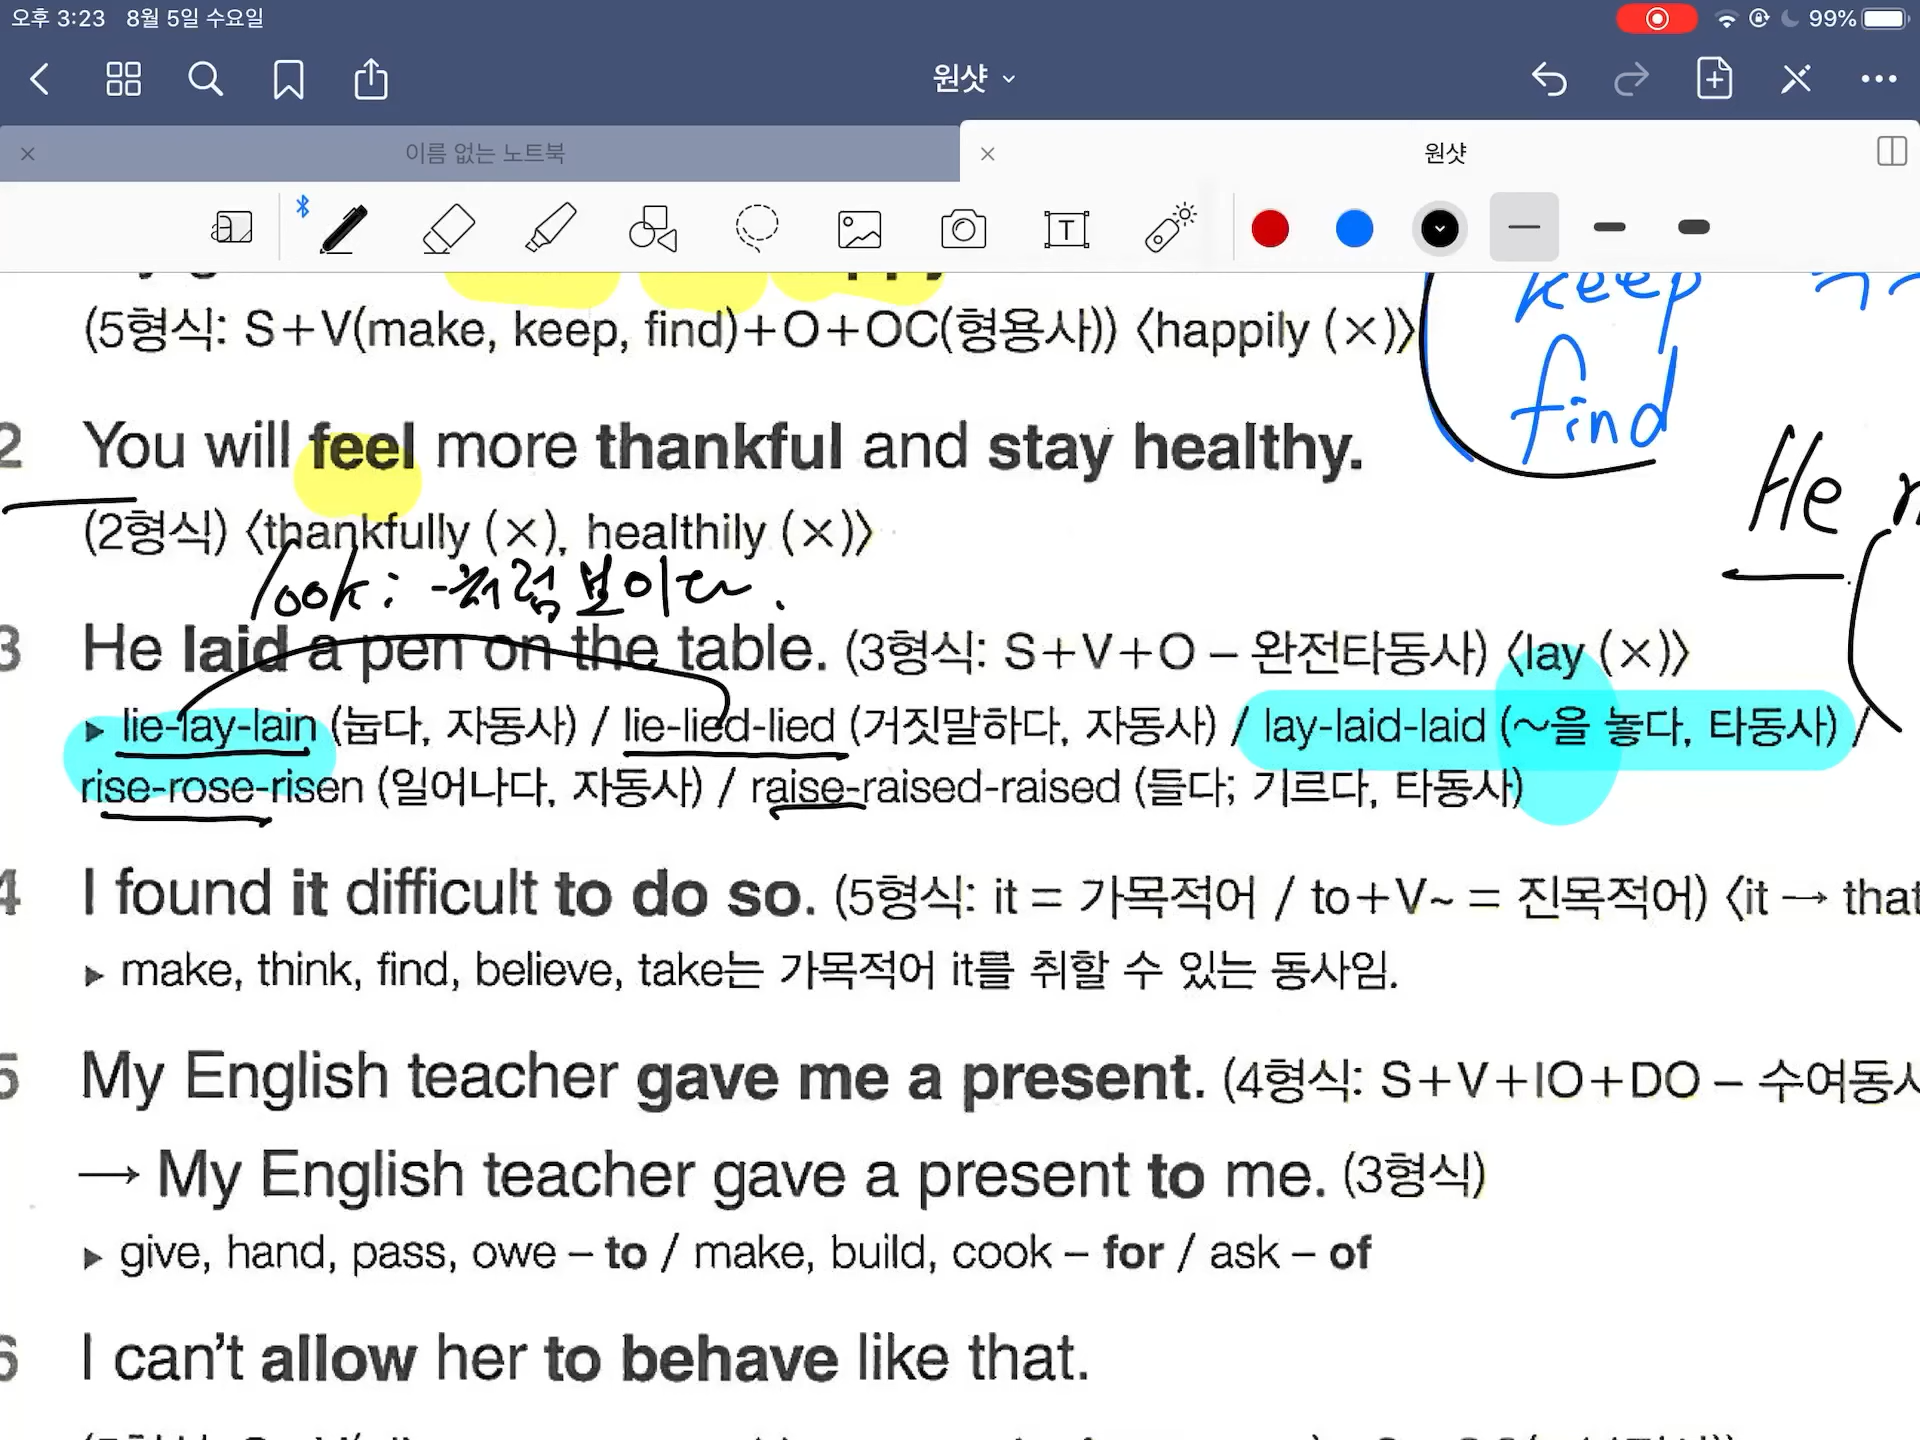 오후 3:23 8월 5일 수요일 99%
원샷
이름 없는 노트북 원샷
keep
(5형식: S+V(make, keep, find)+O+OC(형용사)) 〈happily (×)〉
find
2 You will feel more thankful and stay healthy.
He
(2형식) 〈thankfully (×), healthily (×)〉
look: ~처럼 보이다.
3 He laid a pen on the table. (3형식: S+V+O – 완전타동사) 〈lay (×)〉
▸ lie-lay-lain (눕다, 자동사) / lie-lied-lied (거짓말하다, 자동사) / lay-laid-laid (~을 놓다, 타동사) /
rise-rose-risen (일어나다, 자동사) / raise-raised-raised (들다; 기르다, 타동사)
4 I found it difficult to do so. (5형식: it = 가목적어 / to+V~ = 진목적어) 〈it → that
▸ make, think, find, believe, take는 가목적어 it를 취할 수 있는 동사임.
5 My English teacher gave me a present. (4형식: S+V+IO+DO – 수여동사
→ My English teacher gave a present to me. (3형식)
▸ give, hand, pass, owe – to / make, build, cook – for / ask – of
6 I can't allow her to behave like that.